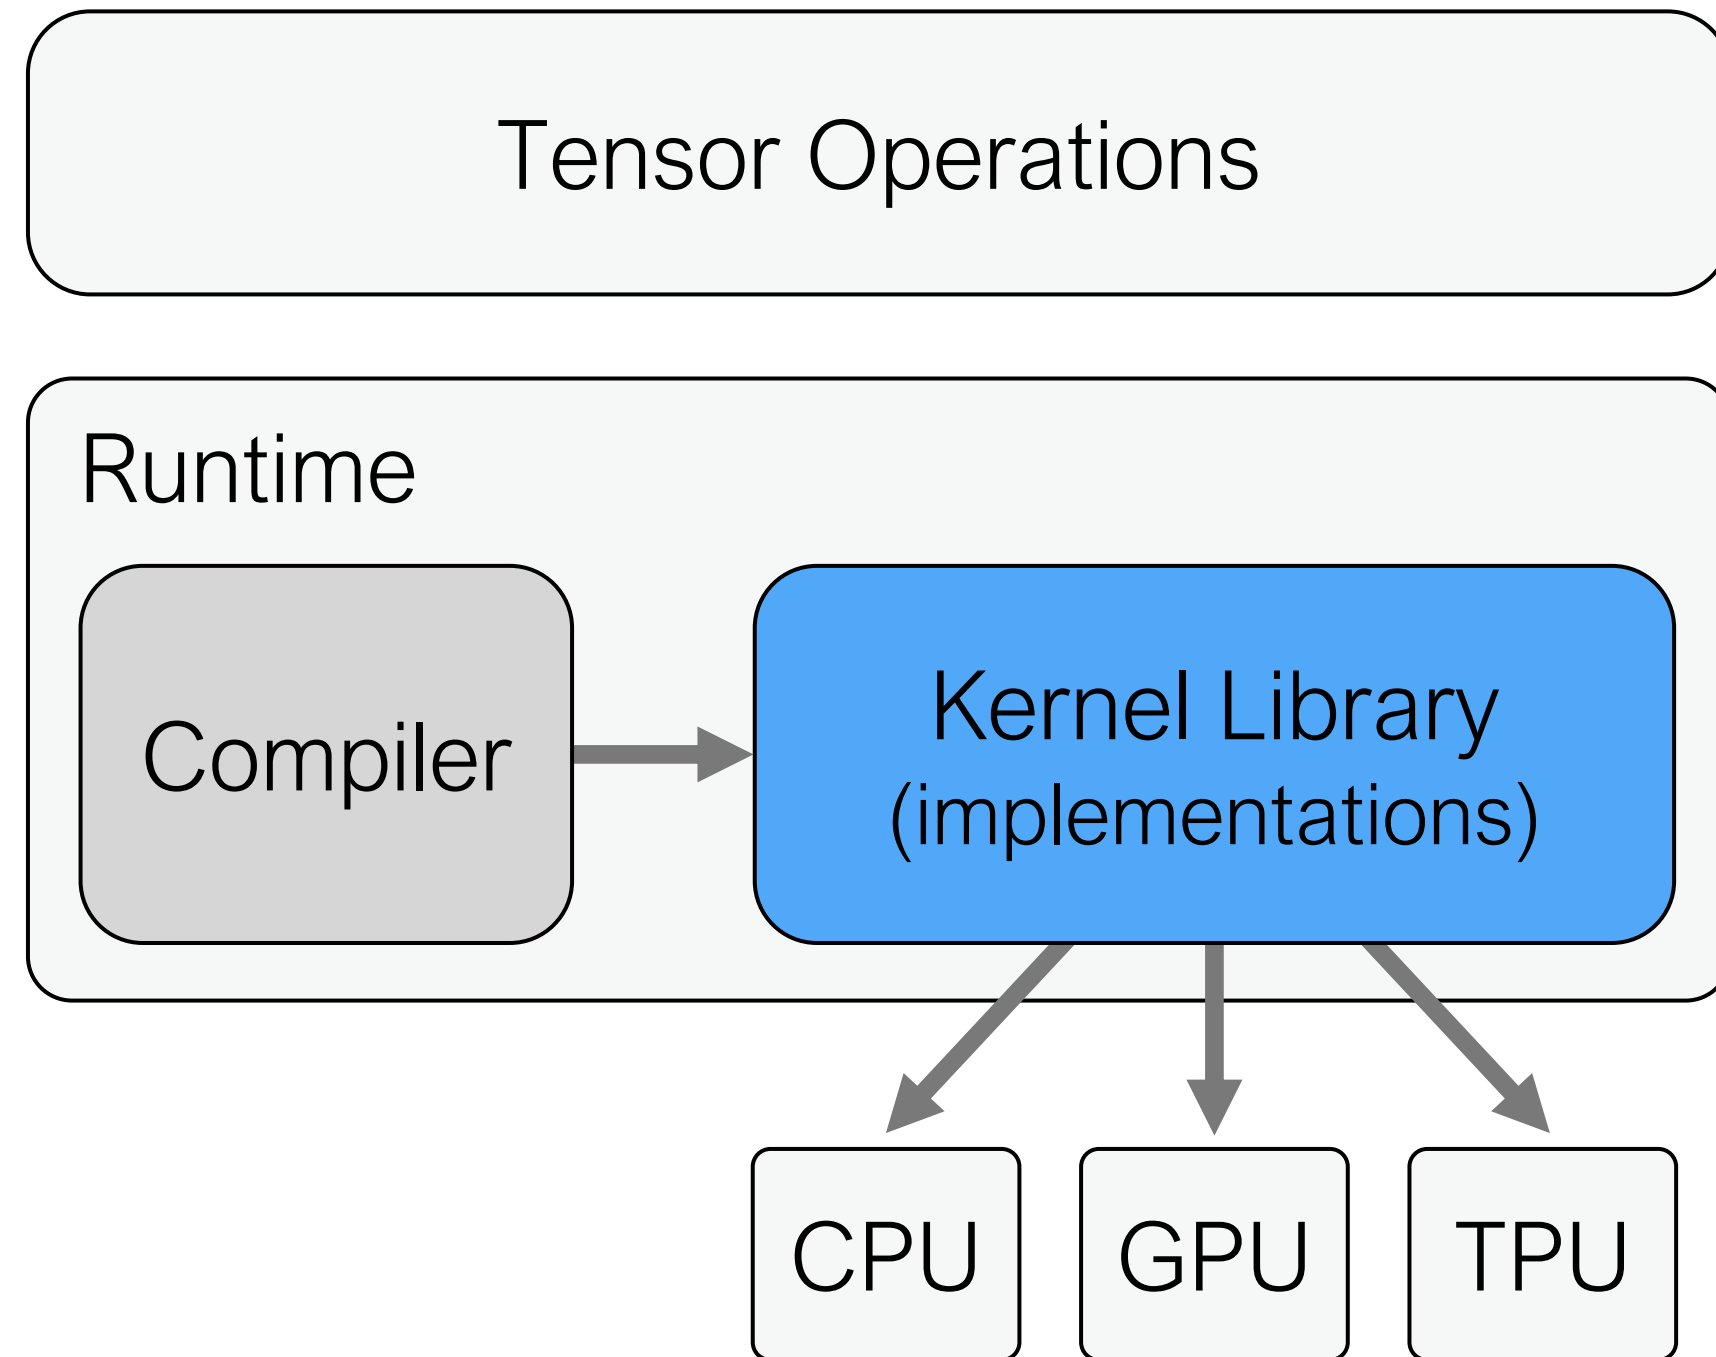 Tensor Operations
Runtime
Compiler
Kernel Library
(implementations)
CPU
GPU
TPU